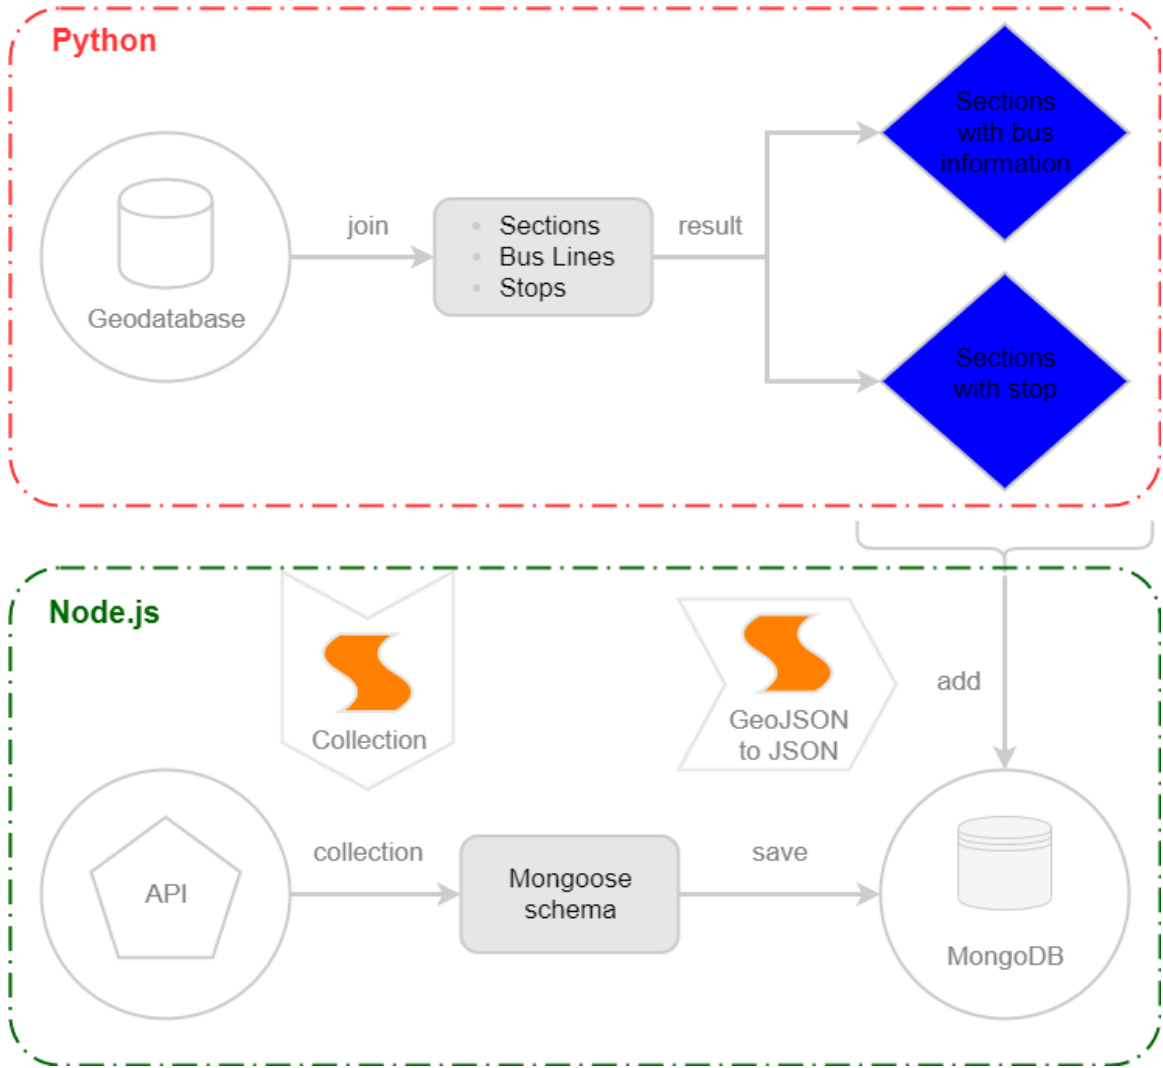 Python
Sections
with bus
information
join
Sections
result
Bus Lines
Stops
Geodatabase
Sections
with stop
Node.js
Collection
GeoJSON
to JSON
add
collection
save
API
Mongoose
schema
MongoDB